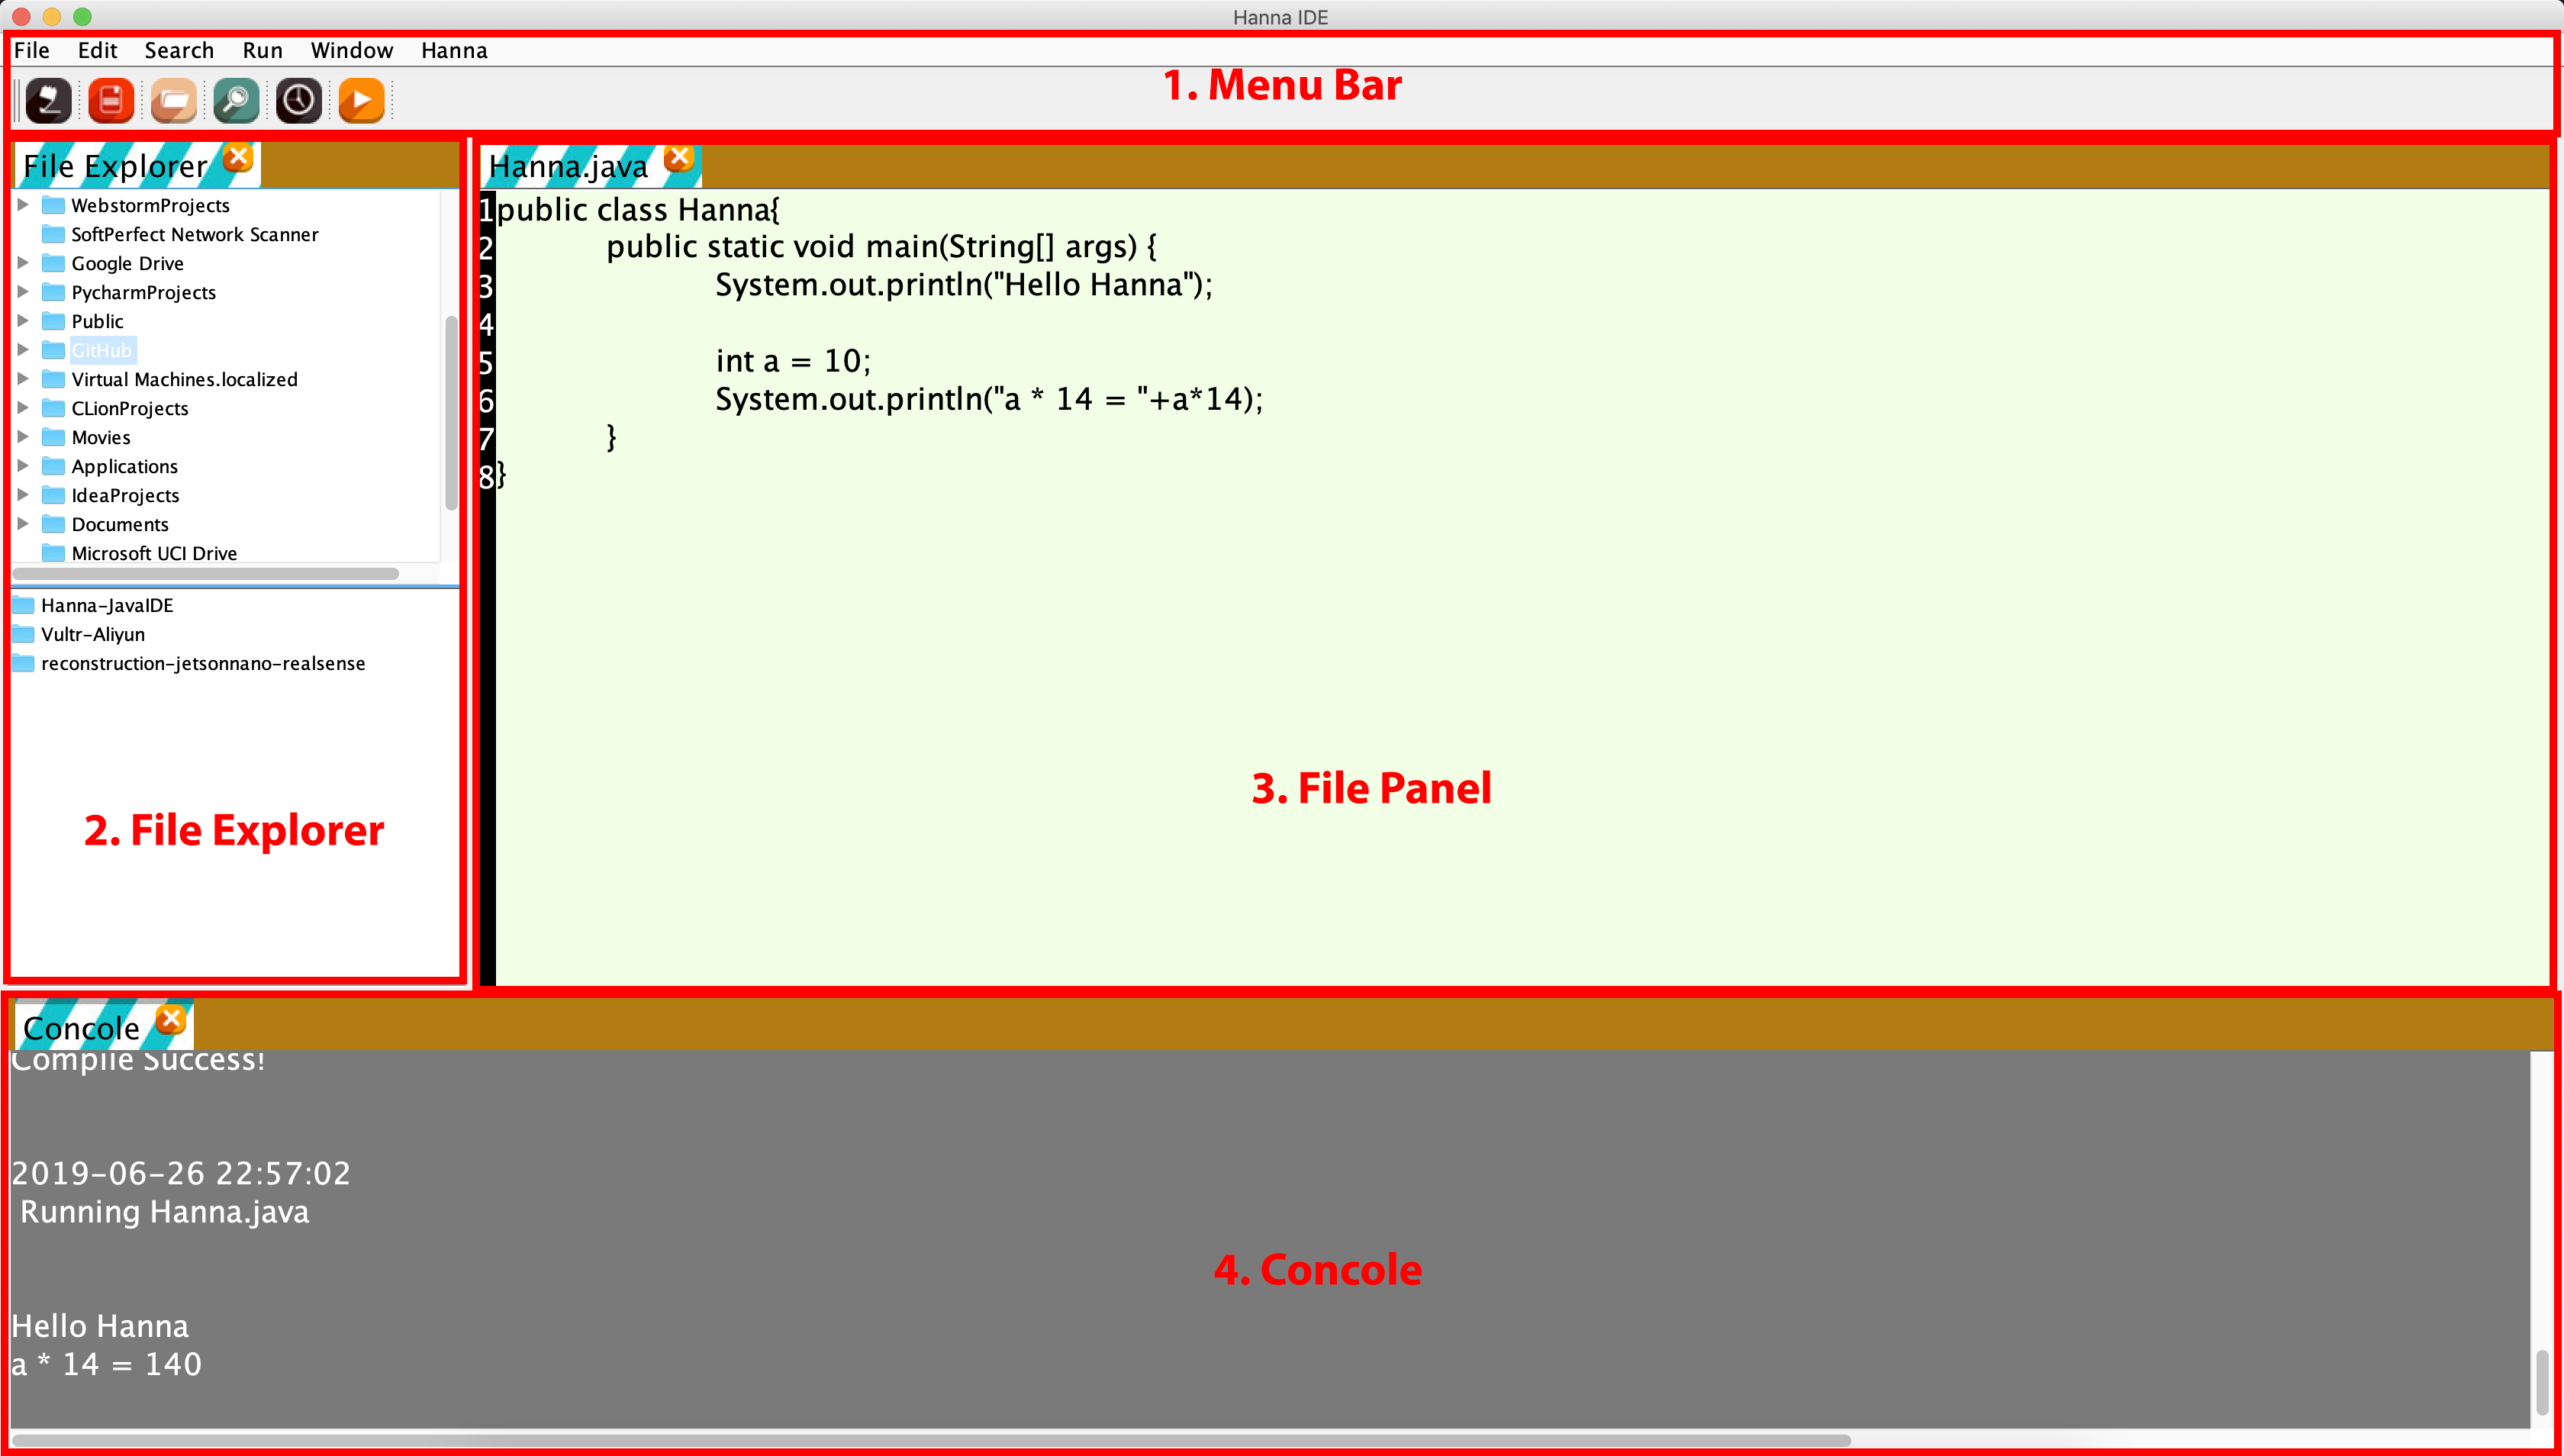 Hanna IDE
File Edit Search Run Window Hanna
1. Menu Bar
File Explorer
WebstormProjects
SoftPerfect Network Scanner
Google Drive
PycharmProjects
Public
GitHub
Virtual Machines.localized
CLionProjects
Movies
Applications
IdeaProjects
Documents
Microsoft UCI Drive
Hanna-JavaIDE
Vultr-Aliyun
reconstruction-jetsonnano-realsense
2. File Explorer
Hanna.java
1public class Hanna{
2 public static void main(String[] args) {
3 System.out.println("Hello Hanna");
4
5 int a = 10;
6 System.out.println("a * 14 = "+a*14);
7 }
8}
3. File Panel
Concole
Compile Success!
2019-06-26 22:57:02
Running Hanna.java
4. Concole
Hello Hanna
a * 14 = 140